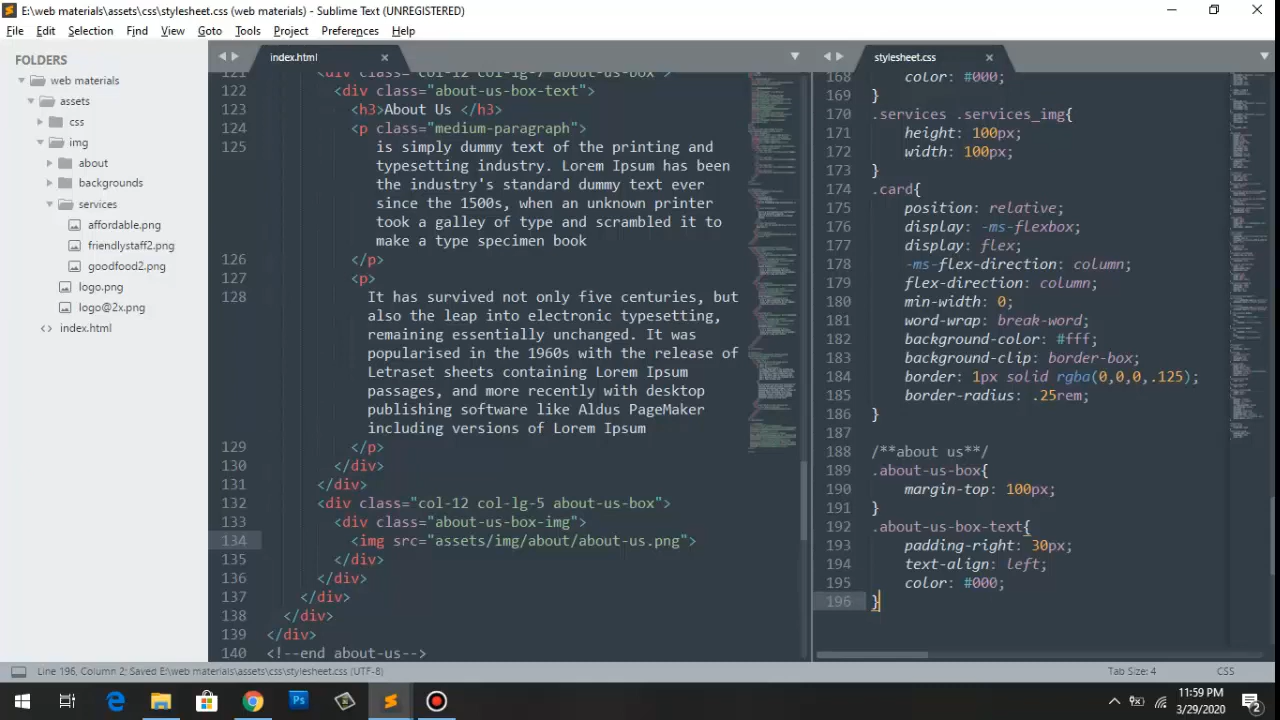 E:\web materials\assets\css\stylesheet.css (web materials) - Sublime Text (UNREGISTERED)
File Edit Selection Find View Goto Tools Project Preferences Help
FOLDERS
web materials
assets
css
img
about
backgrounds
services
affordable.png
friendlystaff2.png
goodfood2.png
logo.png
logo@2x.png
index.html
index.html
121 <div class="col-12 col-lg-7 about-us-box">
122 <div class="about-us-box-text">
123 <h3>About Us </h3>
124 <p class="medium-paragraph">
125 is simply dummy text of the printing and
typesetting industry. Lorem Ipsum has been
the industry's standard dummy text ever
since the 1500s, when an unknown printer
took a galley of type and scrambled it to
make a type specimen book
126 </p>
127 <p>
128 It has survived not only five centuries, but
also the leap into electronic typesetting,
remaining essentially unchanged. It was
popularised in the 1960s with the release of
Letraset sheets containing Lorem Ipsum
passages, and more recently with desktop
publishing software like Aldus PageMaker
including versions of Lorem Ipsum
129 </p>
130 </div>
131 </div>
132 <div class="col-12 col-lg-5 about-us-box">
133 <div class="about-us-box-img">
134 <img src="assets/img/about/about-us.png">
135 </div>
136 </div>
137 </div>
138 </div>
139 </div>
140 <!--end about-us-->
stylesheet.css
168 color: #000;
169 }
170 .services .services_img{
171 height: 100px;
172 width: 100px;
173 }
174 .card{
175 position: relative;
176 display: -ms-flexbox;
177 display: flex;
178 -ms-flex-direction: column;
179 flex-direction: column;
180 min-width: 0;
181 word-wrap: break-word;
182 background-color: #fff;
183 background-clip: border-box;
184 border: 1px solid rgba(0,0,0,.125);
185 border-radius: .25rem;
186 }
187
188 /**about us**/
189 .about-us-box{
190 margin-top: 100px;
191 }
192 .about-us-box-text{
193 padding-right: 30px;
194 text-align: left;
195 color: #000;
196 }
Line 196, Column 2; Saved E:\web materials\assets\css\stylesheet.css (UTF-8)
Tab Size: 4
CSS
Ps
11:59 PM
3/29/2020
2